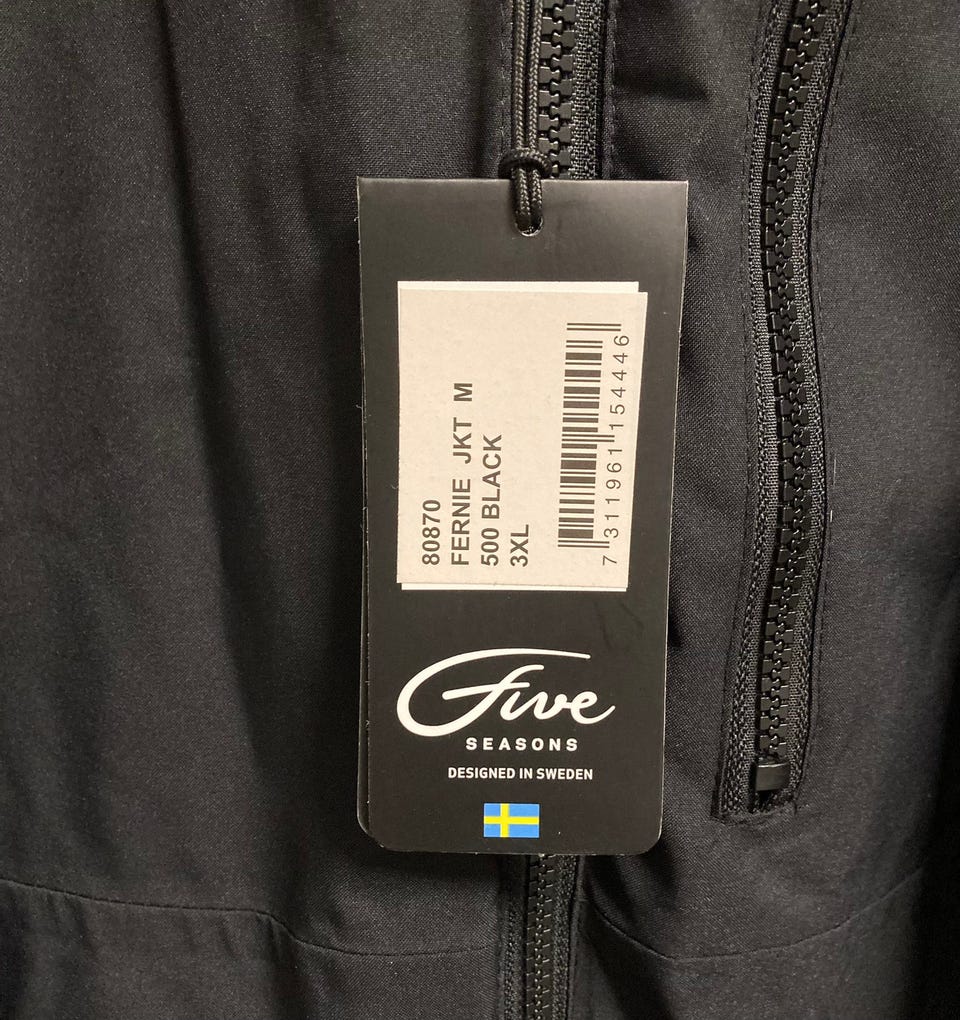 80870
FERNIE JKT M
500 BLACK
3XL
7 311961 154446
Five
SEASONS
DESIGNED IN SWEDEN